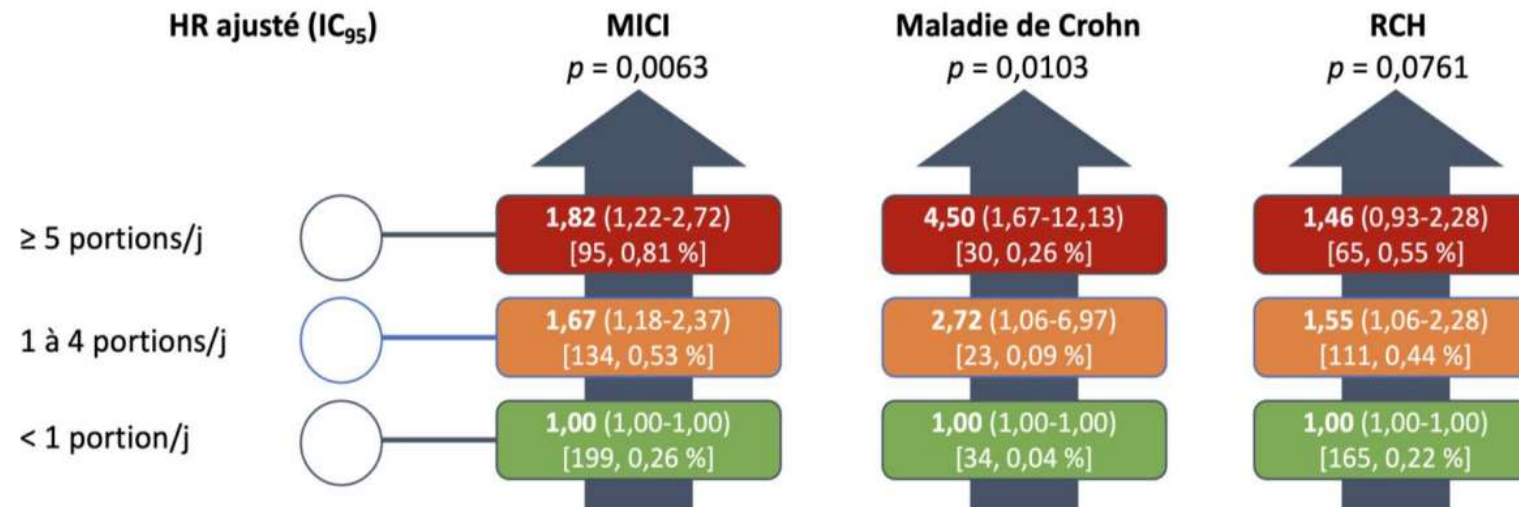 HR ajusté (IC95) MICI Maladie de Crohn RCH
p = 0,0063 p = 0,0103 p = 0,0761
≥ 5 portions/j 1,82 (1,22-2,72) 4,50 (1,67-12,13) 1,46 (0,93-2,28)
[95, 0,81 %] [30, 0,26 %] [65, 0,55 %]
1 à 4 portions/j 1,67 (1,18-2,37) 2,72 (1,06-6,97) 1,55 (1,06-2,28)
[134, 0,53 %] [23, 0,09 %] [111, 0,44 %]
< 1 portion/j 1,00 (1,00-1,00) 1,00 (1,00-1,00) 1,00 (1,00-1,00)
[199, 0,26 %] [34, 0,04 %] [165, 0,22 %]